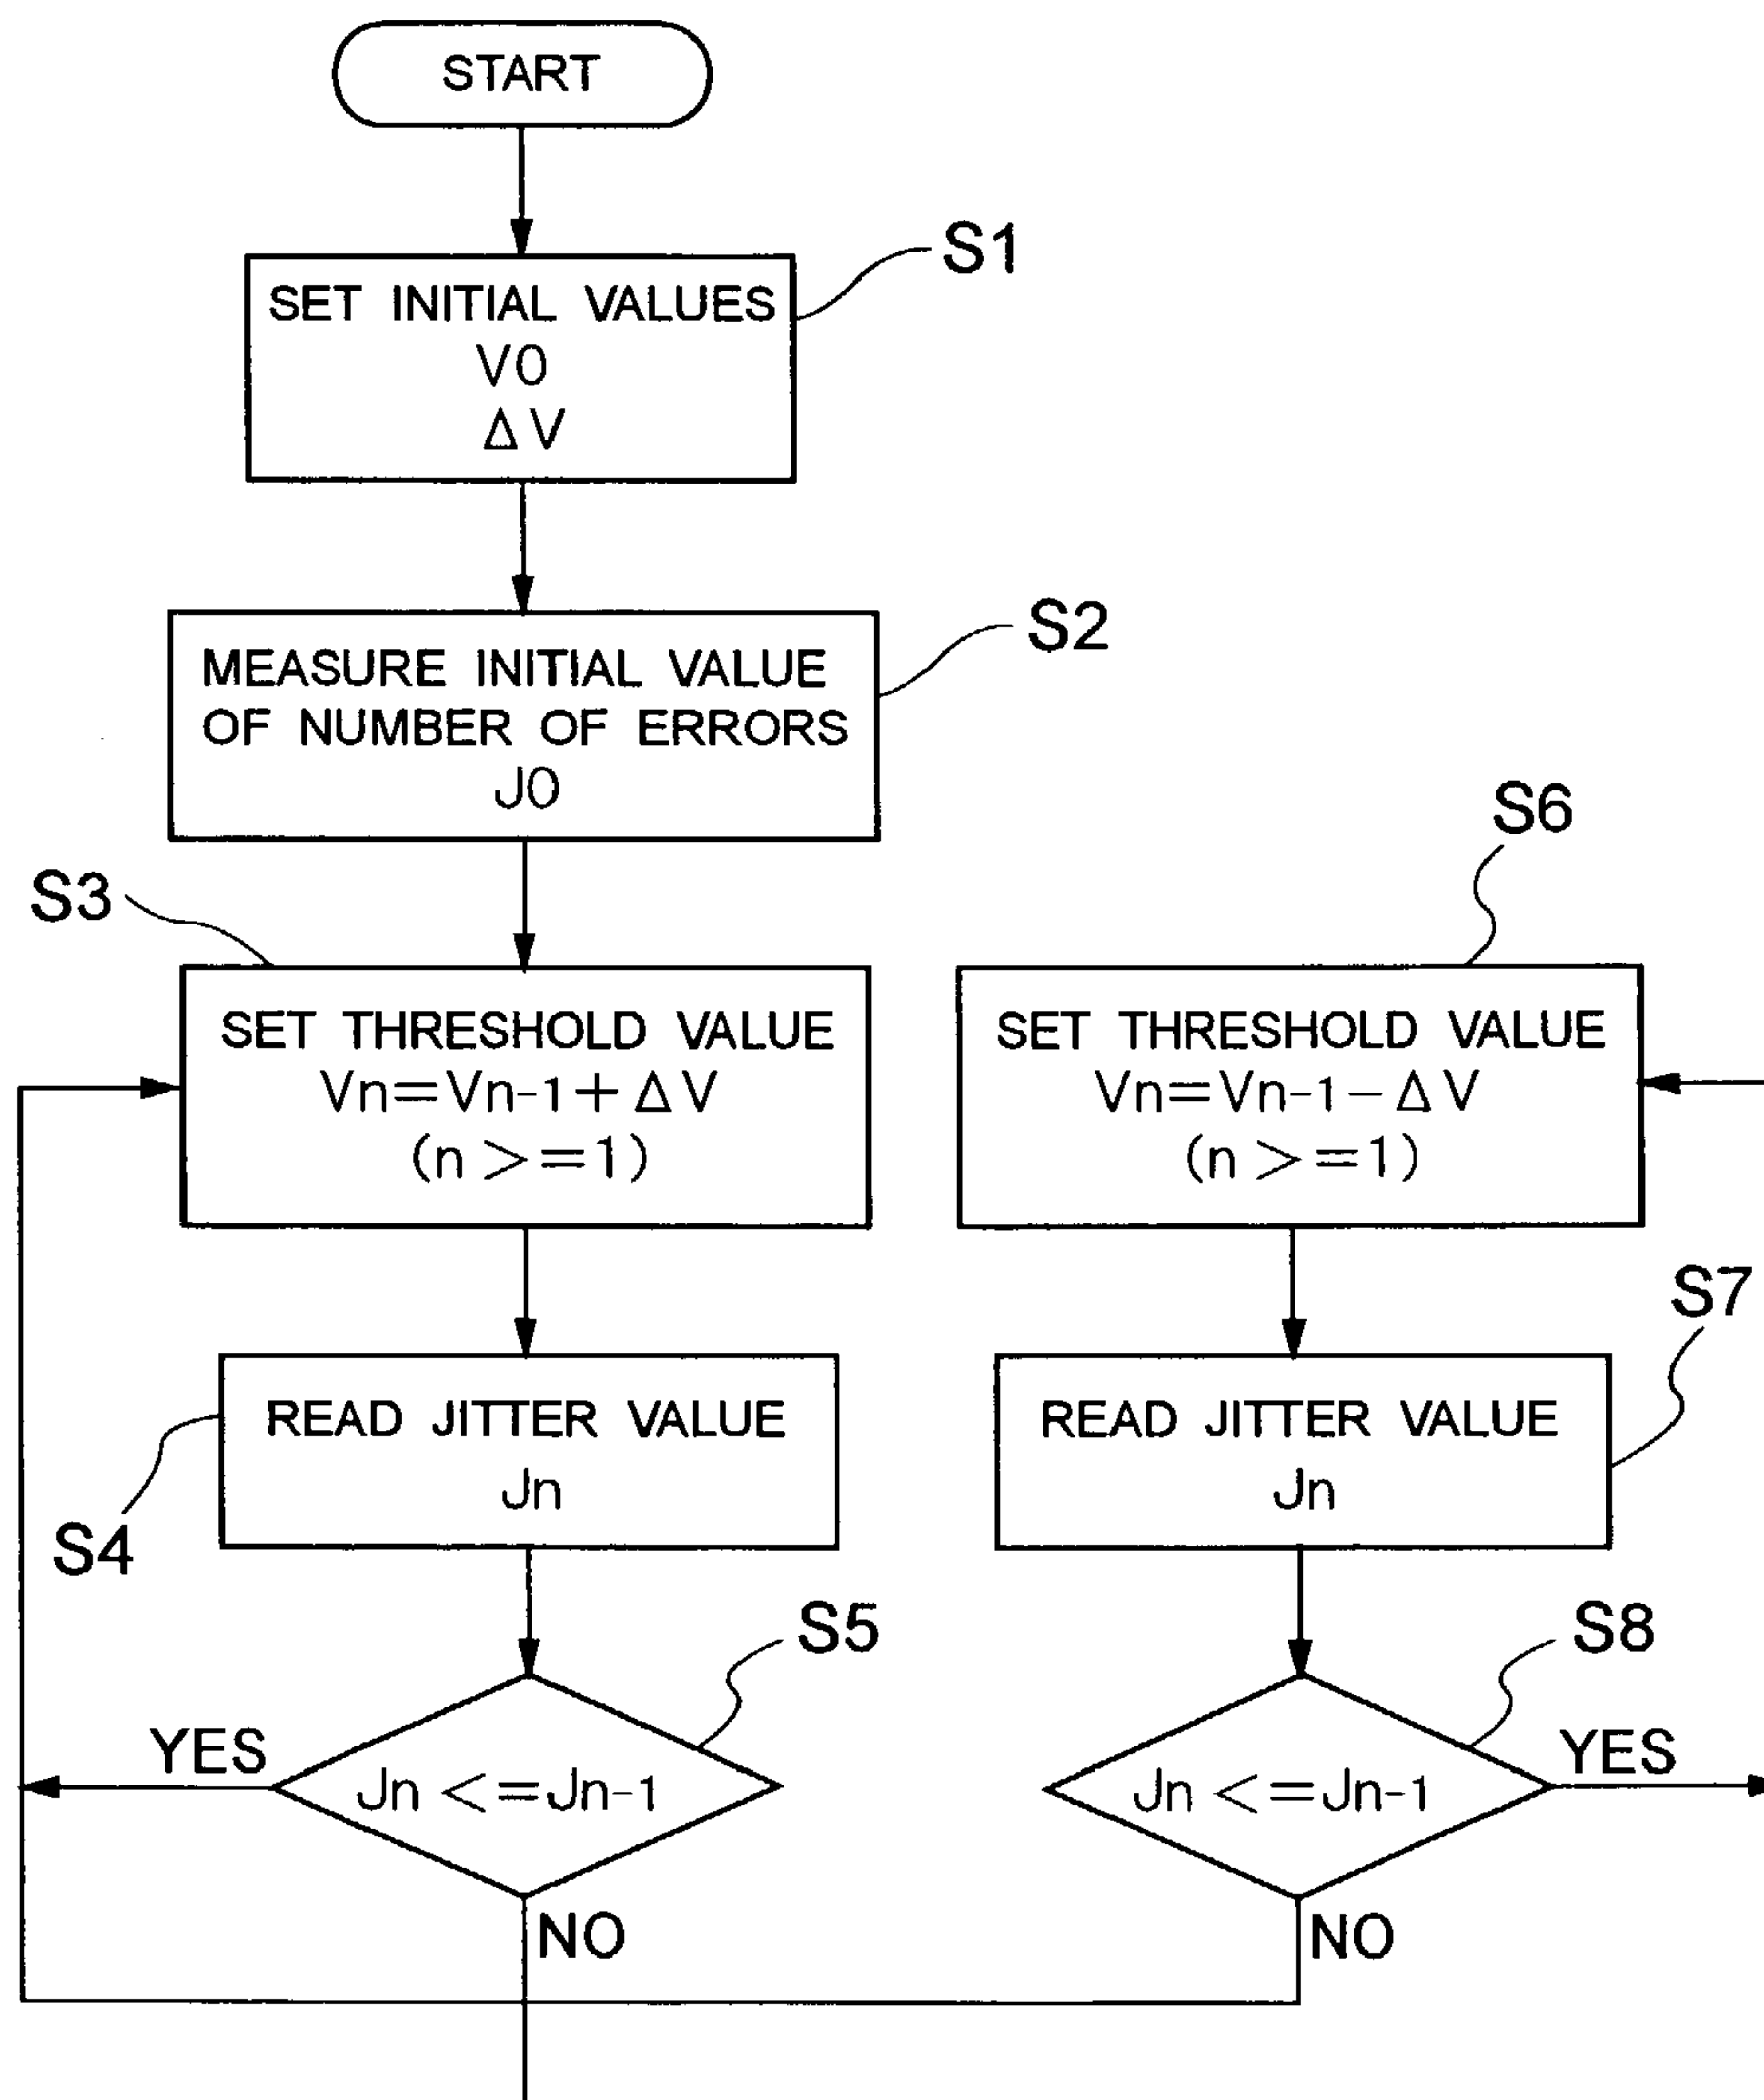 START
S1
SET INITIAL VALUES
V0
ΔV
S2
MEASURE INITIAL VALUE
OF NUMBER OF ERRORS
J0
S3
SET THRESHOLD VALUE
Vn=Vn-1+ΔV
(n >=1)
S4
READ JITTER VALUE
Jn
S5
YES
Jn <=Jn-1
NO
S6
SET THRESHOLD VALUE
Vn=Vn-1-ΔV
(n >=1)
S7
READ JITTER VALUE
Jn
S8
Jn <=Jn-1
YES
NO